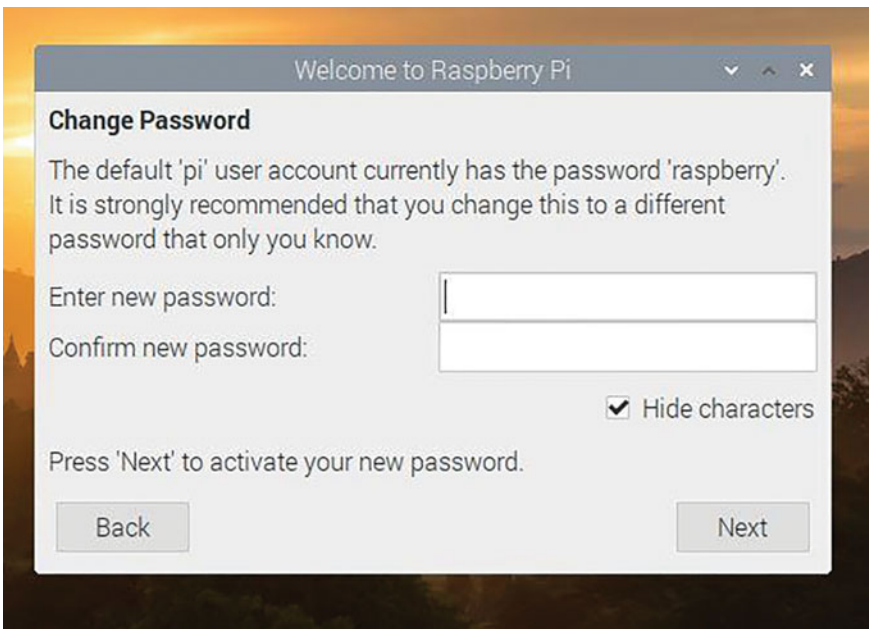 Welcome to Raspberry Pi
Change Password
The default 'pi' user account currently has the password 'raspberry'.
It is strongly recommended that you change this to a different
password that only you know.
Enter new password:
Confirm new password:
Hide characters
Press 'Next' to activate your new password.
Back
Next